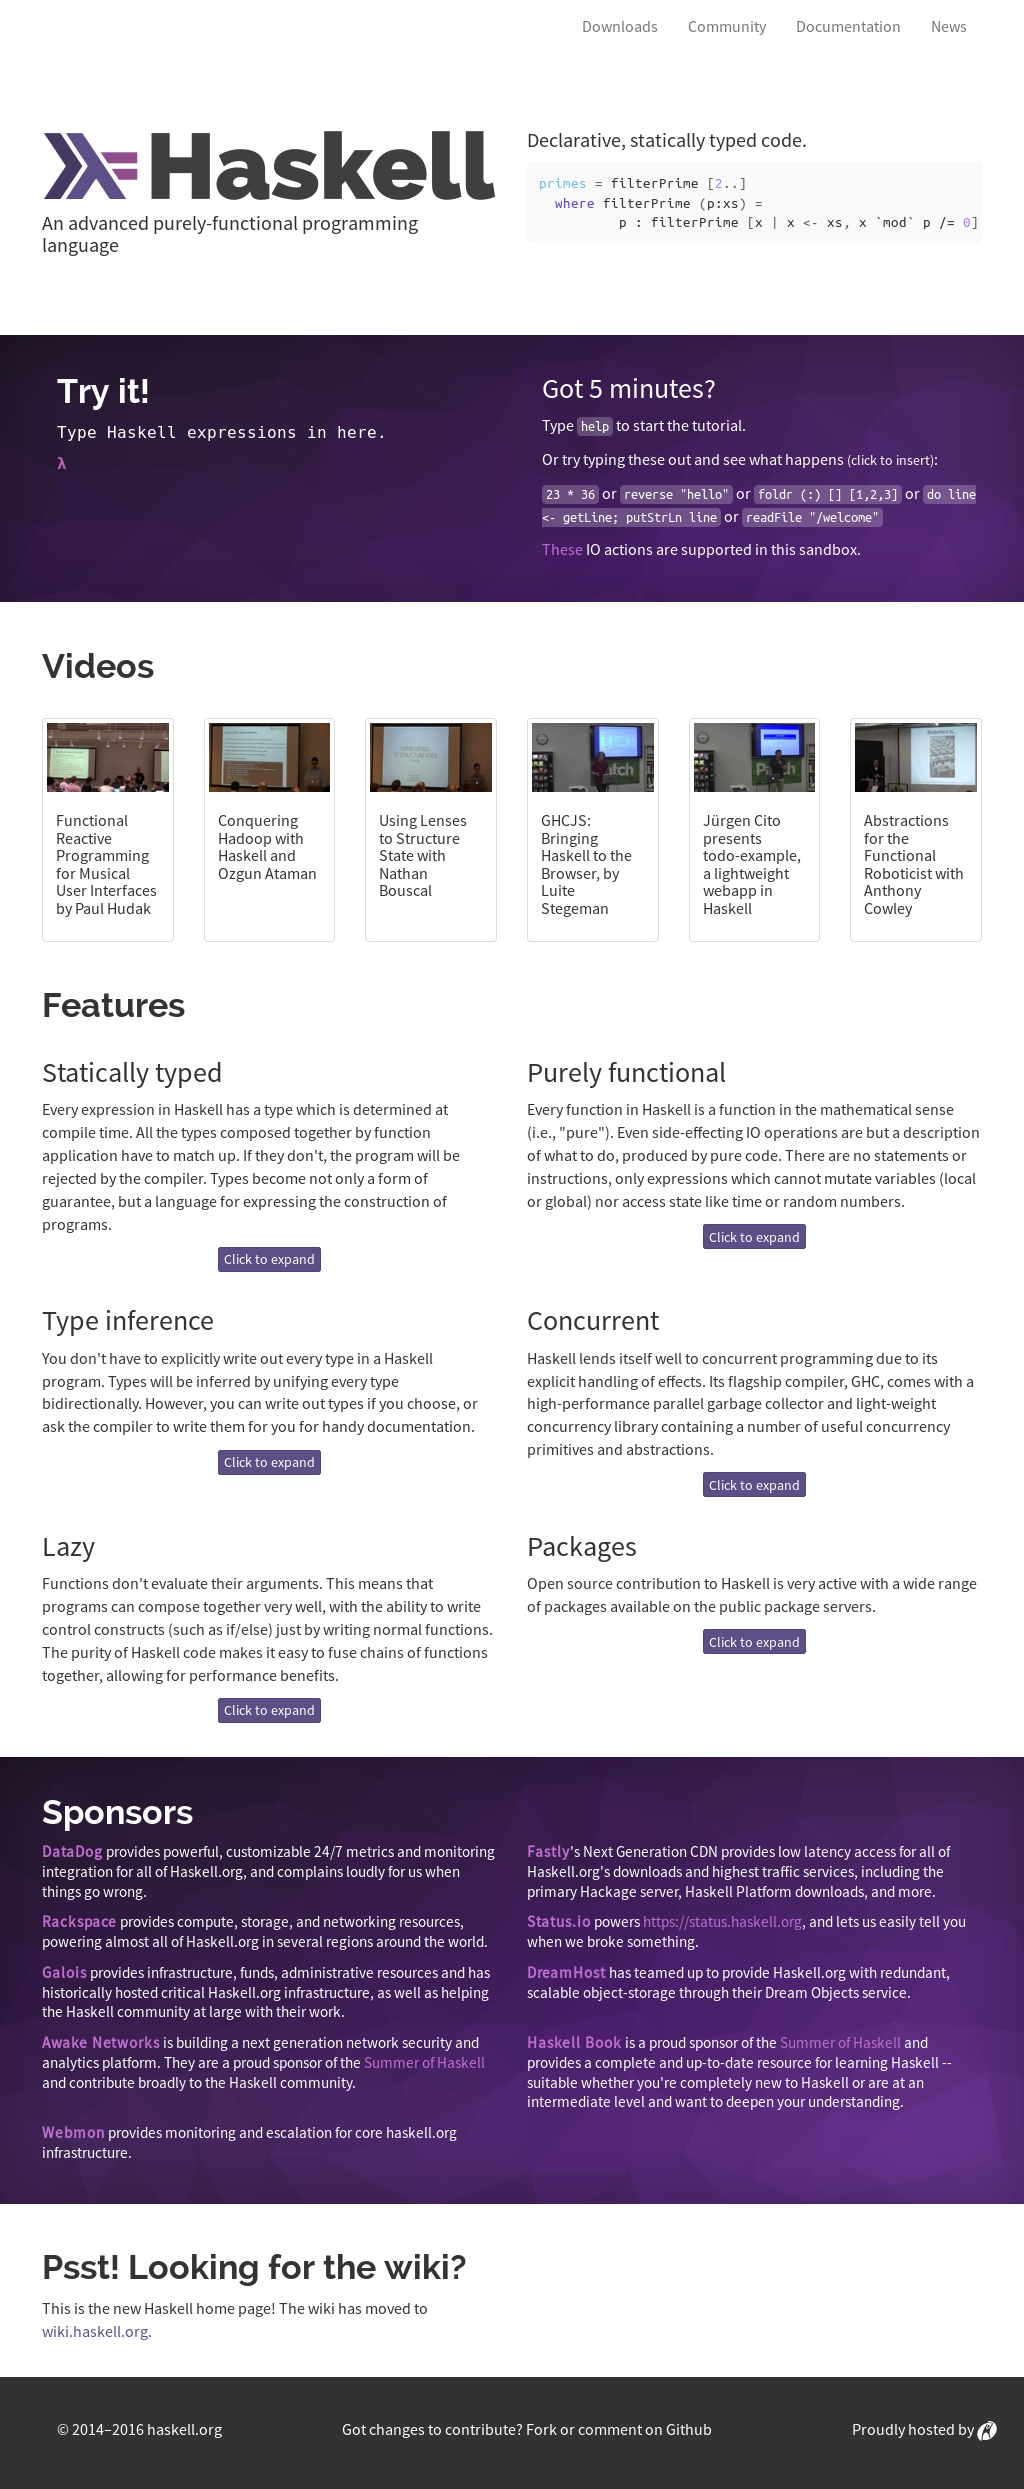 Downloads Community Documentation News
Haskell
An advanced purely-functional programming
language
Declarative, statically typed code.
primes = filterPrime [2..]
where filterPrime (p:xs) =
p : filterPrime [x | x <- xs, x `mod` p /= 0]
Try it!
Type Haskell expressions in here.
λ
Got 5 minutes?
Type help to start the tutorial.
Or try typing these out and see what happens (click to insert):
23 * 36 or reverse "hello" or foldr (:) [] [1,2,3] or do line
<- getLine; putStrLn line or readFile "/welcome"
These IO actions are supported in this sandbox.
Videos
USING LENSES
TO STRUCTURE STATE
Patch
Patch
Robotics is...
Functional
Reactive
Programming
for Musical
User Interfaces
by Paul Hudak
Conquering
Hadoop with
Haskell and
Ozgun Ataman
Using Lenses
to Structure
State with
Nathan
Bouscal
GHCJS:
Bringing
Haskell to the
Browser, by
Luite
Stegeman
Jürgen Cito
presents
todo-example,
a lightweight
webapp in
Haskell
Abstractions
for the
Functional
Roboticist with
Anthony
Cowley
Features
Statically typed
Every expression in Haskell has a type which is determined at
compile time. All the types composed together by function
application have to match up. If they don't, the program will be
rejected by the compiler. Types become not only a form of
guarantee, but a language for expressing the construction of
programs.
Click to expand
Purely functional
Every function in Haskell is a function in the mathematical sense
(i.e., "pure"). Even side-effecting IO operations are but a description
of what to do, produced by pure code. There are no statements or
instructions, only expressions which cannot mutate variables (local
or global) nor access state like time or random numbers.
Click to expand
Type inference
You don't have to explicitly write out every type in a Haskell
program. Types will be inferred by unifying every type
bidirectionally. However, you can write out types if you choose, or
ask the compiler to write them for you for handy documentation.
Click to expand
Concurrent
Haskell lends itself well to concurrent programming due to its
explicit handling of effects. Its flagship compiler, GHC, comes with a
high-performance parallel garbage collector and light-weight
concurrency library containing a number of useful concurrency
primitives and abstractions.
Click to expand
Lazy
Functions don't evaluate their arguments. This means that
programs can compose together very well, with the ability to write
control constructs (such as if/else) just by writing normal functions.
The purity of Haskell code makes it easy to fuse chains of functions
together, allowing for performance benefits.
Click to expand
Packages
Open source contribution to Haskell is very active with a wide range
of packages available on the public package servers.
Click to expand
Sponsors
DataDog provides powerful, customizable 24/7 metrics and monitoring
integration for all of Haskell.org, and complains loudly for us when
things go wrong.
Fastly's Next Generation CDN provides low latency access for all of
Haskell.org's downloads and highest traffic services, including the
primary Hackage server, Haskell Platform downloads, and more.
Rackspace provides compute, storage, and networking resources,
powering almost all of Haskell.org in several regions around the world.
Status.io powers https://status.haskell.org, and lets us easily tell you
when we broke something.
Galois provides infrastructure, funds, administrative resources and has
historically hosted critical Haskell.org infrastructure, as well as helping
the Haskell community at large with their work.
DreamHost has teamed up to provide Haskell.org with redundant,
scalable object-storage through their Dream Objects service.
Awake Networks is building a next generation network security and
analytics platform. They are a proud sponsor of the Summer of Haskell
and contribute broadly to the Haskell community.
Haskell Book is a proud sponsor of the Summer of Haskell and
provides a complete and up-to-date resource for learning Haskell --
suitable whether you're completely new to Haskell or are at an
intermediate level and want to deepen your understanding.
Webmon provides monitoring and escalation for core haskell.org
infrastructure.
Psst! Looking for the wiki?
This is the new Haskell home page! The wiki has moved to
wiki.haskell.org.
© 2014–2016 haskell.org
Got changes to contribute? Fork or comment on Github
Proudly hosted by